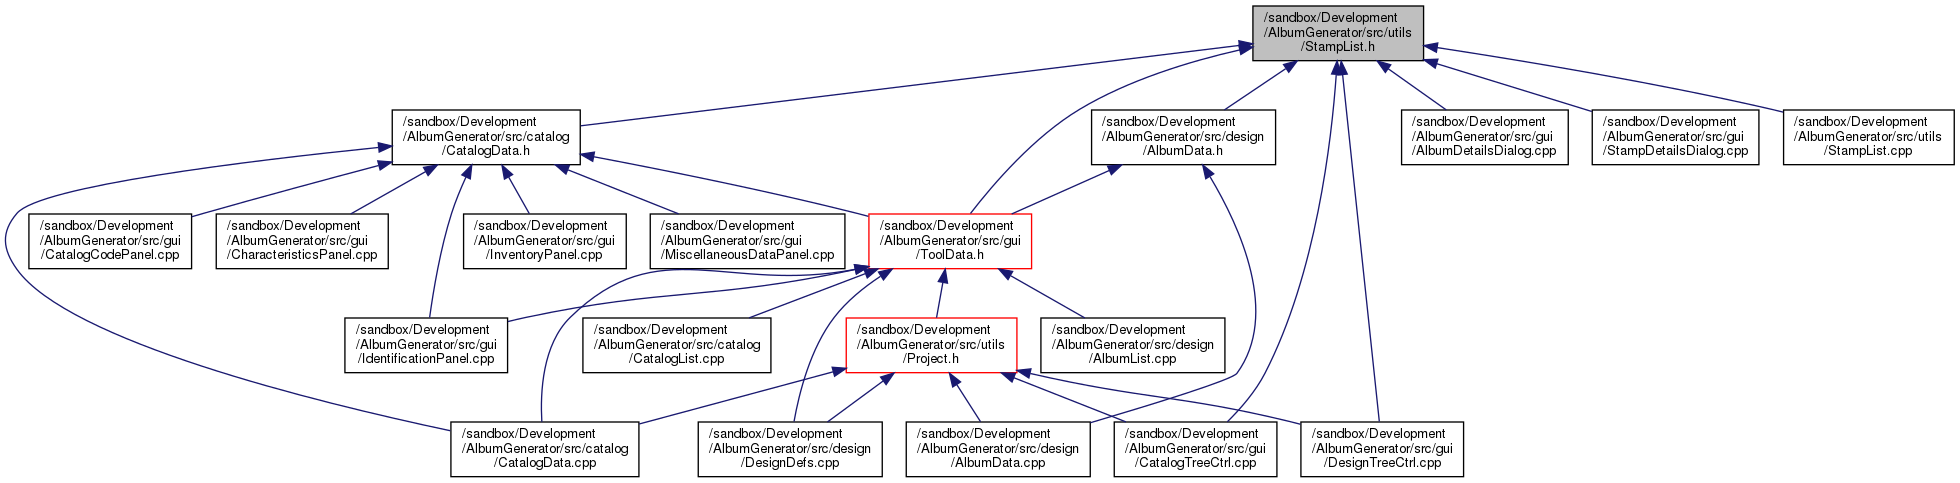 /sandbox/Development
/AlbumGenerator/src/utils
/StampList.h
/sandbox/Development
/AlbumGenerator/src/catalog
/CatalogData.h
/sandbox/Development
/AlbumGenerator/src/design
/AlbumData.h
/sandbox/Development
/AlbumGenerator/src/gui
/AlbumDetailsDialog.cpp
/sandbox/Development
/AlbumGenerator/src/gui
/StampDetailsDialog.cpp
/sandbox/Development
/AlbumGenerator/src/utils
/StampList.cpp
/sandbox/Development
/AlbumGenerator/src/gui
/CatalogCodePanel.cpp
/sandbox/Development
/AlbumGenerator/src/gui
/CharacteristicsPanel.cpp
/sandbox/Development
/AlbumGenerator/src/gui
/InventoryPanel.cpp
/sandbox/Development
/AlbumGenerator/src/gui
/MiscellaneousDataPanel.cpp
/sandbox/Development
/AlbumGenerator/src/gui
/ToolData.h
/sandbox/Development
/AlbumGenerator/src/gui
/IdentificationPanel.cpp
/sandbox/Development
/AlbumGenerator/src/catalog
/CatalogList.cpp
/sandbox/Development
/AlbumGenerator/src/utils
/Project.h
/sandbox/Development
/AlbumGenerator/src/design
/AlbumList.cpp
/sandbox/Development
/AlbumGenerator/src/catalog
/CatalogData.cpp
/sandbox/Development
/AlbumGenerator/src/design
/DesignDefs.cpp
/sandbox/Development
/AlbumGenerator/src/design
/AlbumData.cpp
/sandbox/Development
/AlbumGenerator/src/gui
/CatalogTreeCtrl.cpp
/sandbox/Development
/AlbumGenerator/src/gui
/DesignTreeCtrl.cpp